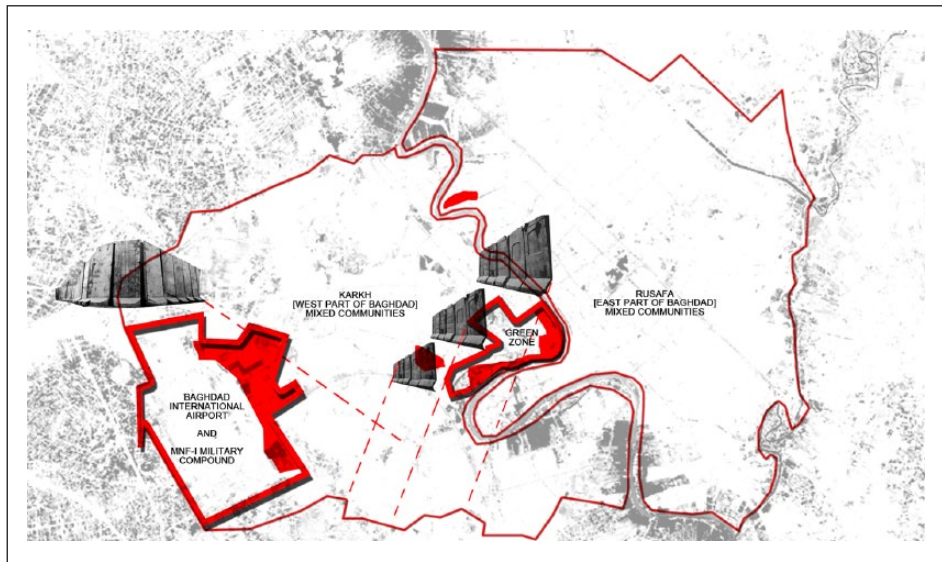 KARKH
[WEST PART OF BAGHDAD]
MIXED COMMUNITIES
RUSAFA
[EAST PART OF BAGHDAD]
MIXED COMMUNITIES
GREEN
ZONE
BAGHDAD
INTERNATIONAL
AIRPORT
AND
MNF-I MILITARY
COMPOUND